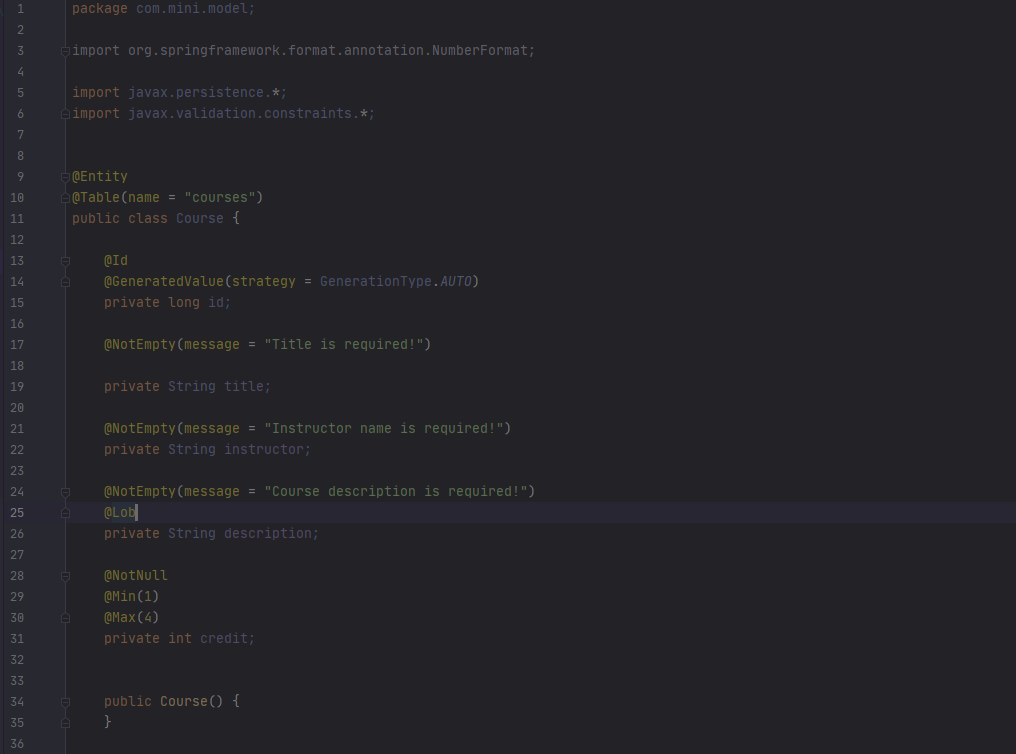 1 package com.mini.model;
2
3 import org.springframework.format.annotation.NumberFormat;
4
5 import javax.persistence.*;
6 import javax.validation.constraints.*;
7
8
9 @Entity
10 @Table(name = "courses")
11 public class Course {
12
13 @Id
14 @GeneratedValue(strategy = GenerationType.AUTO)
15 private long id;
16
17 @NotEmpty(message = "Title is required!")
18
19 private String title;
20
21 @NotEmpty(message = "Instructor name is required!")
22 private String instructor;
23
24 @NotEmpty(message = "Course description is required!")
25 @Lob
26 private String description;
27
28 @NotNull
29 @Min(1)
30 @Max(4)
31 private int credit;
32
33
34 public Course() {
35 }
36